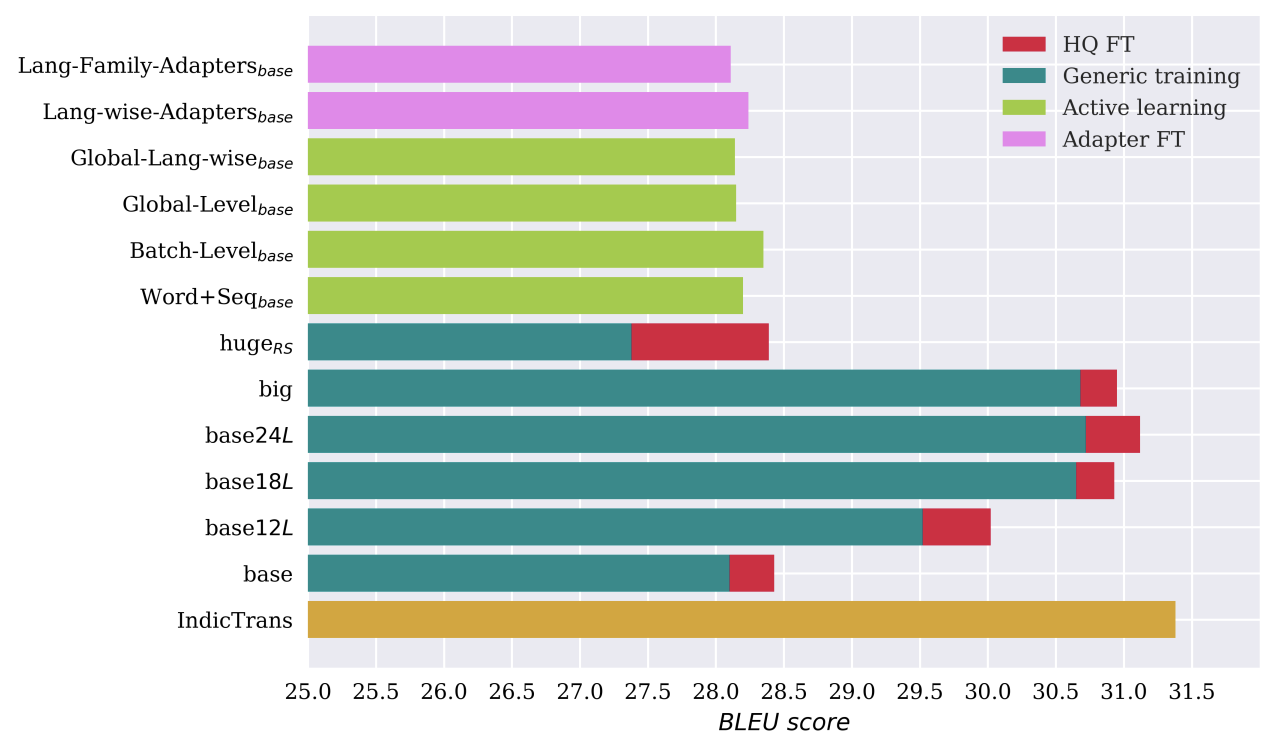 HQ FT
Generic training
Active learning
Adapter FT
Lang-Family-Adapters_base
Lang-wise-Adapters_base
Global-Lang-wise_base
Global-Level_base
Batch-Level_base
Word+Seq_base
huge_RS
big
base24L
base18L
base12L
base
IndicTrans
25.0 25.5 26.0 26.5 27.0 27.5 28.0 28.5 29.0 29.5 30.0 30.5 31.0 31.5
BLEU score